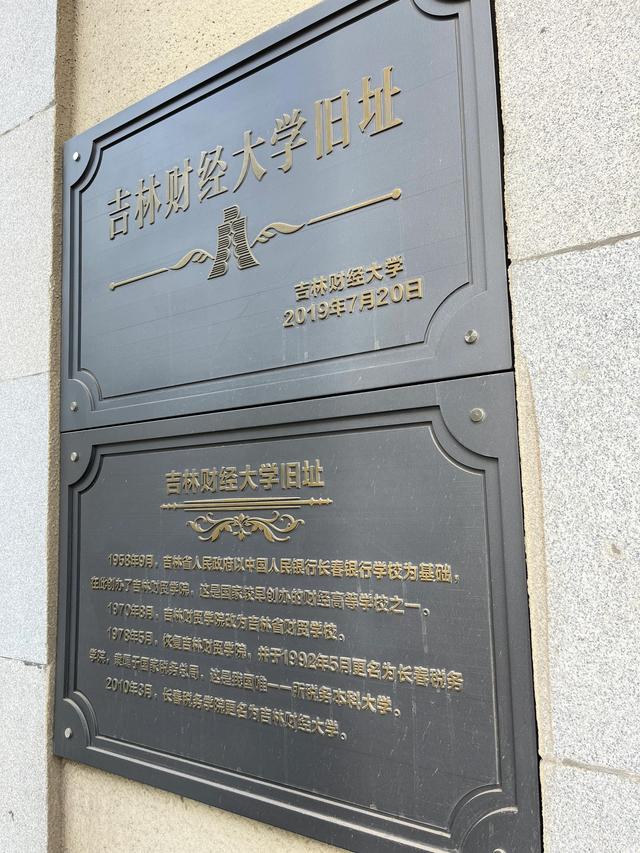 吉林财经大学旧址
吉林财经大学
2019年7月20日
吉林财经大学旧址
1958年9月，吉林省人民政府以中国人民银行长春银行学校为基础，
在此创办了吉林财贸学院，这是国家较早创办的财经高等学校之一。
1970年8月，吉林财贸学院改为吉林省财贸学校。
1978年5月，恢复吉林财贸学院，并于1992年5月更名为长春税务
学院，隶属于国家税务总局，这是我国唯一一所税务本科大学。
2010年3月，长春税务学院更名为吉林财经大学。